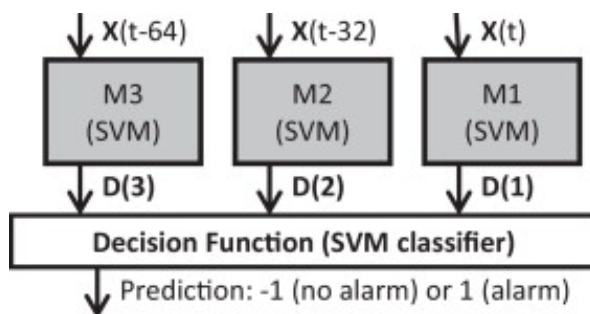 X(t-64) X(t-32) X(t)
M3 M2 M1
(SVM) (SVM) (SVM)
D(3) D(2) D(1)
Decision Function (SVM classifier)
Prediction: -1 (no alarm) or 1 (alarm)